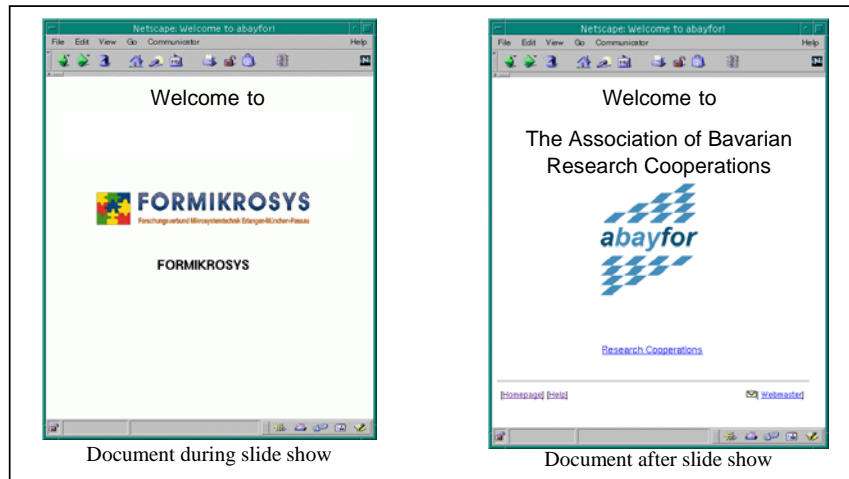 Netscape: Welcome to abayfor!
File Edit View Go Communicator Help
Welcome to
FORMIKROSYS
Forschungsverbund Mikrosystemtechnik Erlangen-München-Passau
FORMIKROSYS
Document during slide show
Netscape: Welcome to abayfor!
File Edit View Go Communicator Help
Welcome to
The Association of Bavarian
Research Cooperations
abayfor
Research Cooperations
[Homepage] [Help] [Webmaster]
Document after slide show